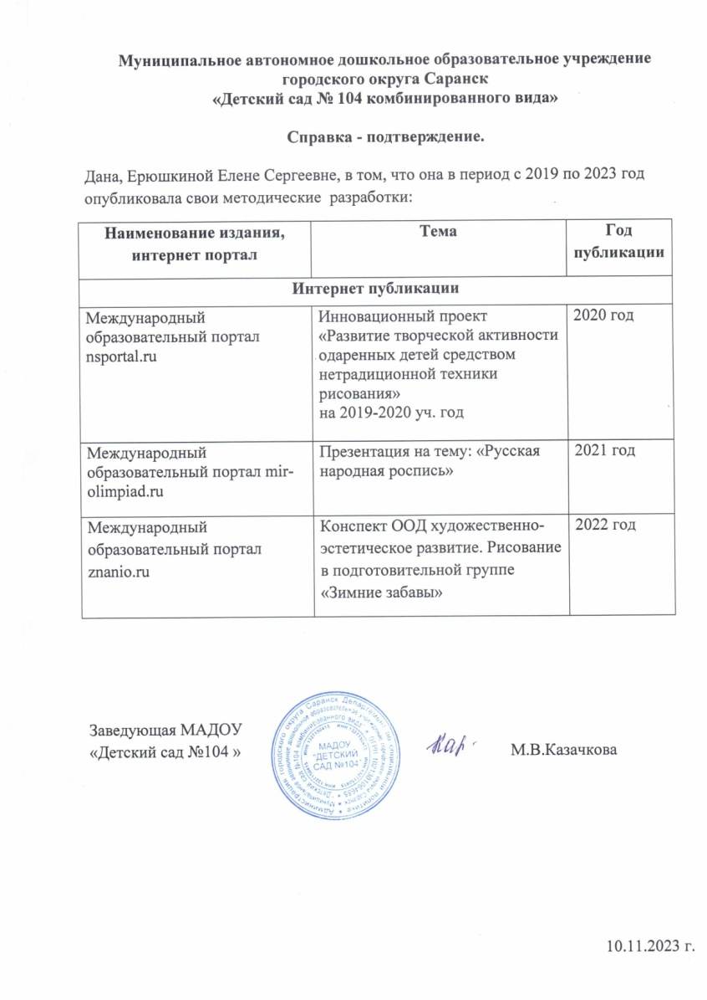 Муниципальное автономное дошкольное образовательное учреждение
городского округа Саранск
«Детский сад № 104 комбинированного вида»
Справка - подтверждение.
Дана, Ерюшкиной Елене Сергеевне, в том, что она в период с 2019 по 2023 год
опубликовала свои методические разработки:
Наименование издания,
интернет портал
Тема
Год
публикации
Интернет публикации
Международный
образовательный портал
nsportal.ru
Инновационный проект
«Развитие творческой активности
одаренных детей средством
нетрадиционной техники
рисования»
на 2019-2020 уч. год
2020 год
Международный
образовательный портал mir-
olimpiad.ru
Презентация на тему: «Русская
народная роспись»
2021 год
Международный
образовательный портал
znanio.ru
Конспект ООД художественно-
эстетическое развитие. Рисование
в подготовительной группе
«Зимние забавы»
2022 год
Заведующая МАДОУ
«Детский сад №104 »
МАДОУ
"ДЕТСКИЙ
САД №104"
М.В.Казачкова
10.11.2023 г.